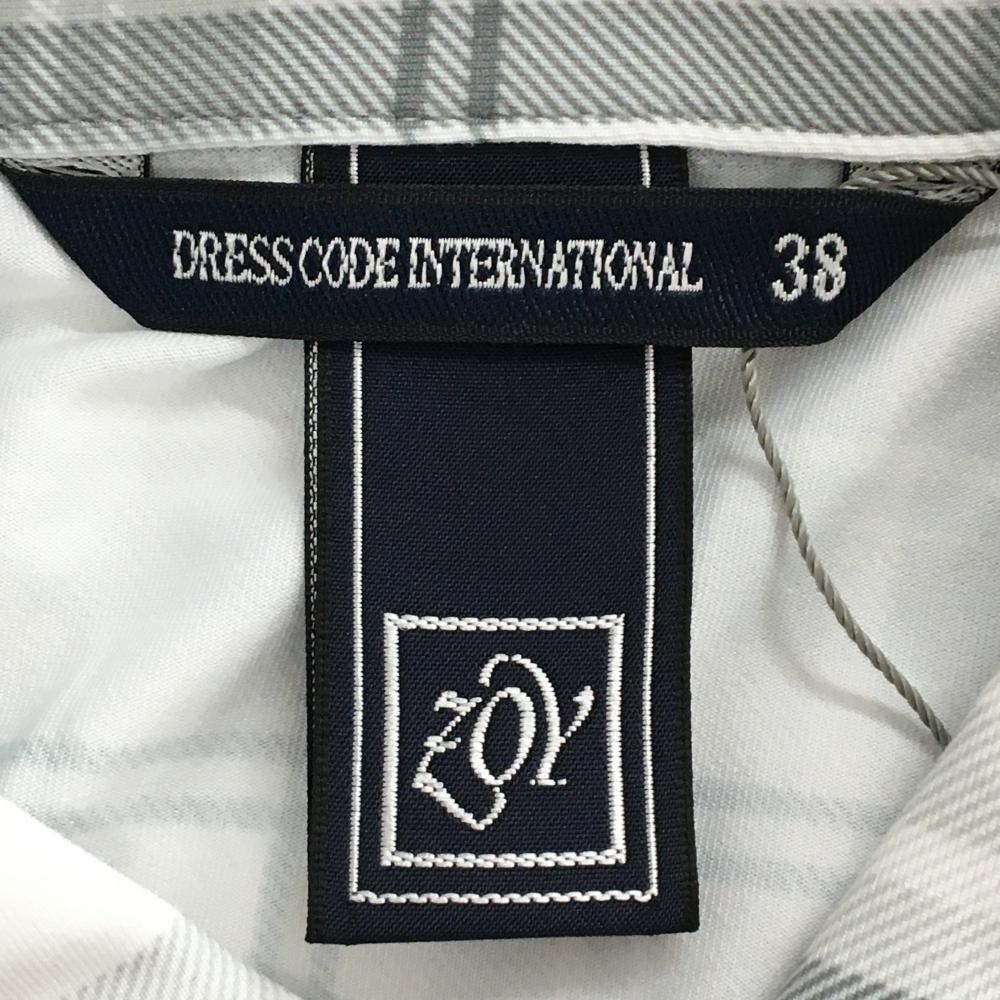 DRESS CODE INTERNATIONAL 38
ZOY